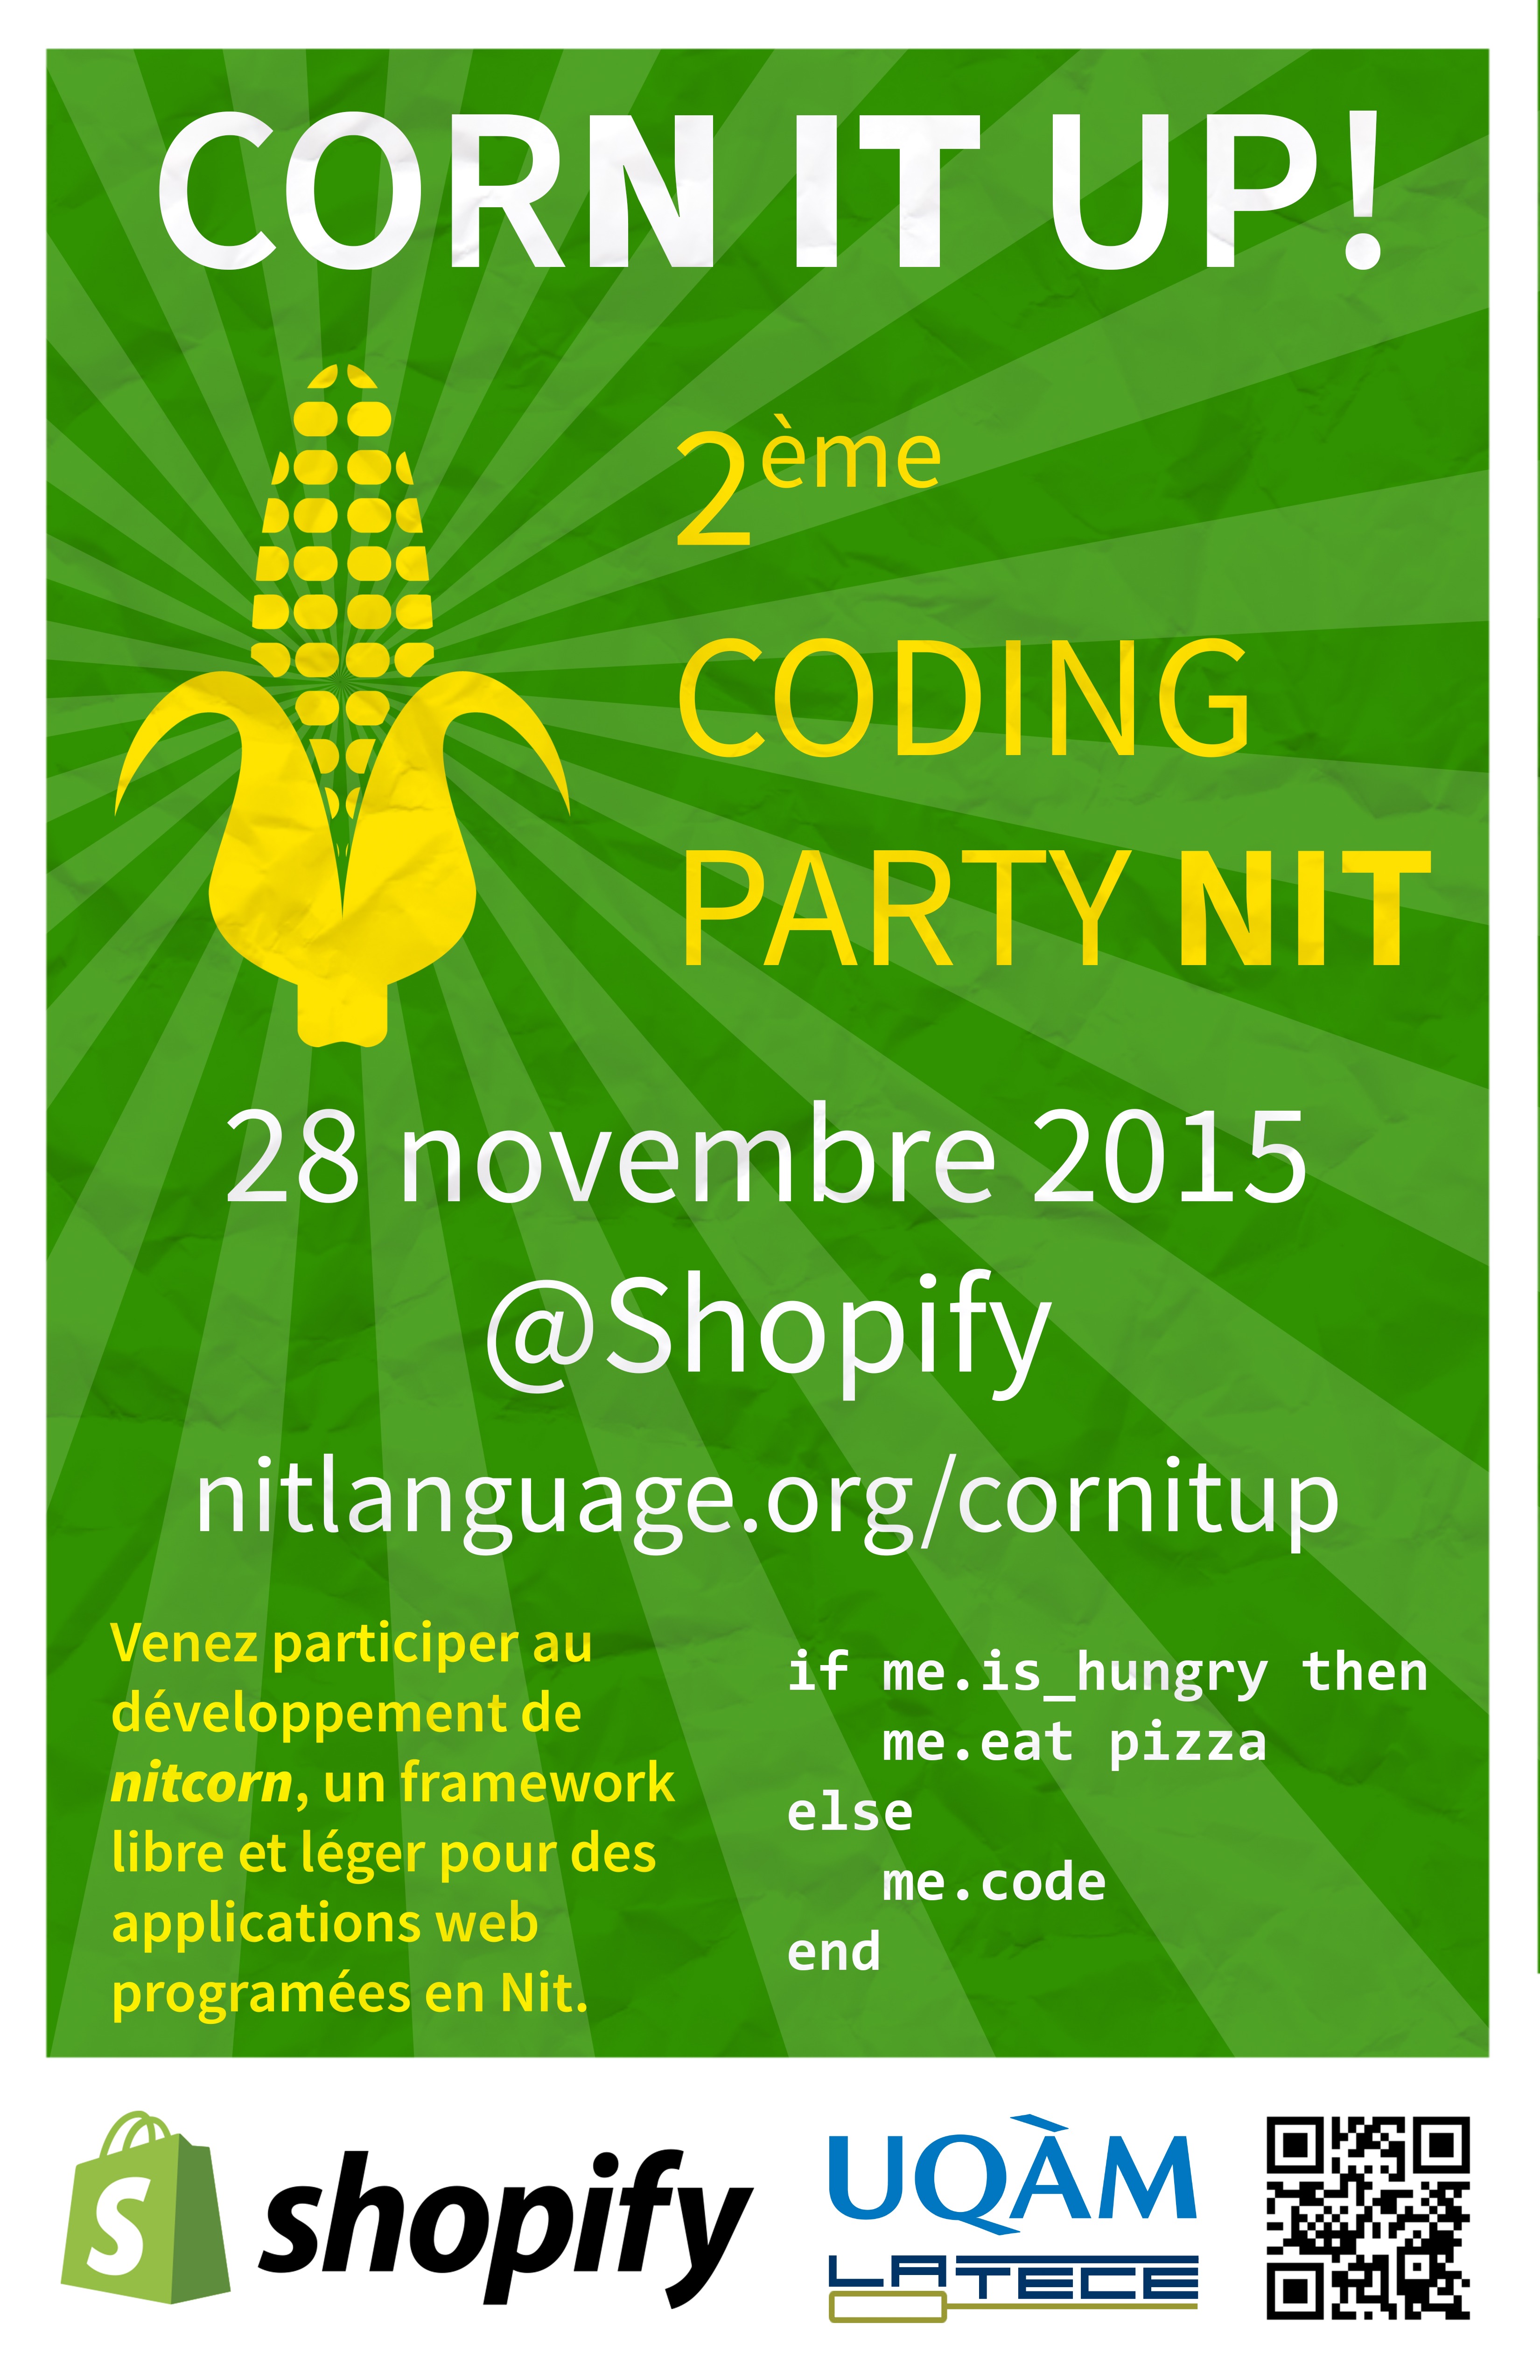 CORN IT UP!
2ème
CODING
PARTY NIT
28 novembre 2015
@Shopify
nitlanguage.org/cornitup
Venez participer au
développement de
nitcorn, un framework
libre et léger pour des
applications web
programées en Nit.
if me.is_hungry then
   me.eat pizza
else
   me.code
end
S
shopify
UQÀM
LATECE